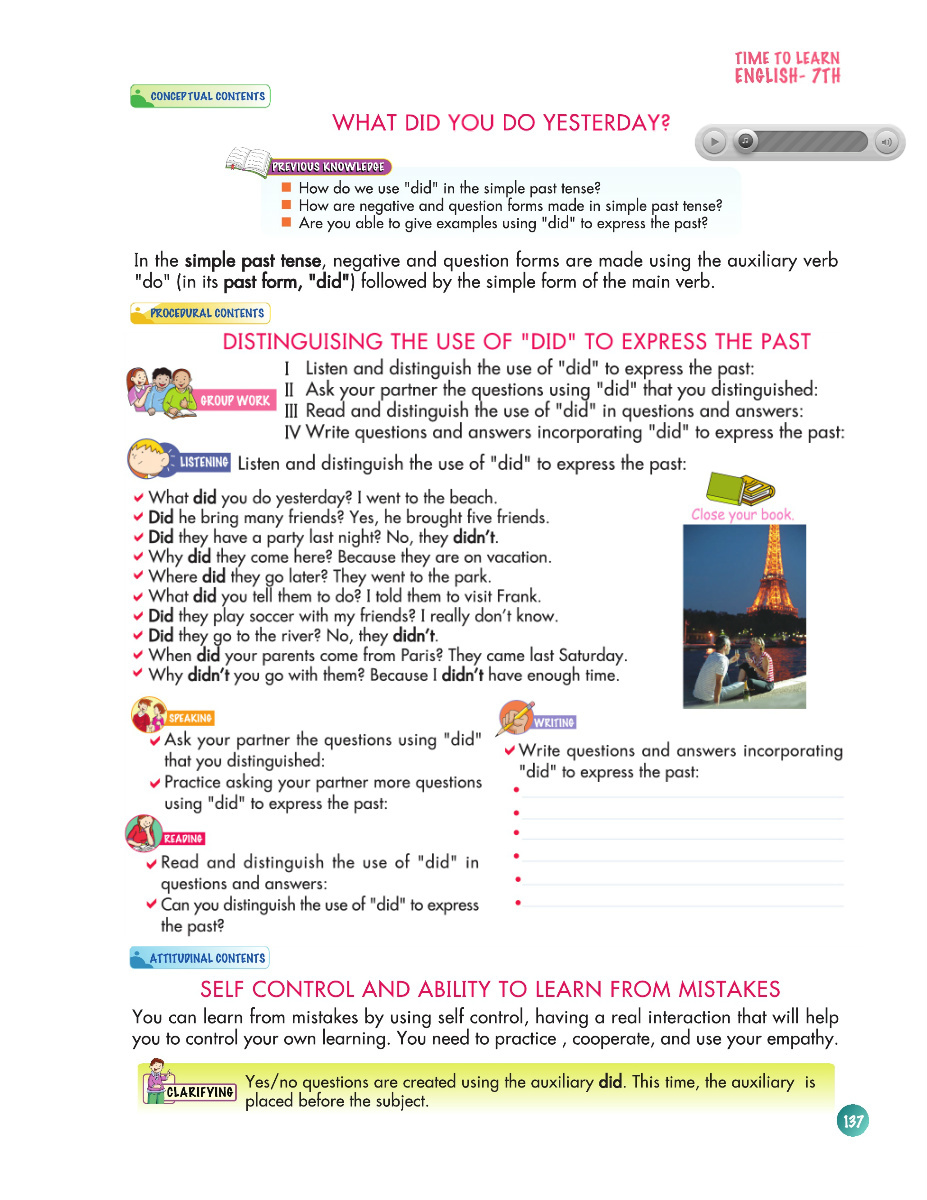 TIME TO LEARN
ENGLISH- 7TH
CONCEPTUAL CONTENTS
WHAT DID YOU DO YESTERDAY?
PREVIOUS KNOWLEDGE
How do we use "did" in the simple past tense?
How are negative and question forms made in simple past tense?
Are you able to give examples using "did" to express the past?
In the simple past tense, negative and question forms are made using the auxiliary verb
"do" (in its past form, "did") followed by the simple form of the main verb.
PROCEDURAL CONTENTS
DISTINGUISING THE USE OF "DID" TO EXPRESS THE PAST
GROUP WORK
I Listen and distinguish the use of "did" to express the past:
II Ask your partner the questions using "did" that you distinguished:
III Read and distinguish the use of "did" in questions and answers:
IV Write questions and answers incorporating "did" to express the past:
LISTENING Listen and distinguish the use of "did" to express the past:
What did you do yesterday? I went to the beach.
Did he bring many friends? Yes, he brought five friends.
Did they have a party last night? No, they didn't.
Why did they come here? Because they are on vacation.
Where did they go later? They went to the park.
What did you tell them to do? I told them to visit Frank.
Did they play soccer with my friends? I really don't know.
Did they go to the river? No, they didn't.
When did your parents come from Paris? They came last Saturday.
Why didn't you go with them? Because I didn't have enough time.
Close your book.
SPEAKING
Ask your partner the questions using "did"
that you distinguished:
Practice asking your partner more questions
using "did" to express the past:
READING
Read and distinguish the use of "did" in
questions and answers:
Can you distinguish the use of "did" to express
the past?
WRITING
Write questions and answers incorporating
"did" to express the past:
ATTITUDINAL CONTENTS
SELF CONTROL AND ABILITY TO LEARN FROM MISTAKES
You can learn from mistakes by using self control, having a real interaction that will help
you to control your own learning. You need to practice , cooperate, and use your empathy.
CLARIFYING
Yes/no questions are created using the auxiliary did. This time, the auxiliary is
placed before the subject.
137